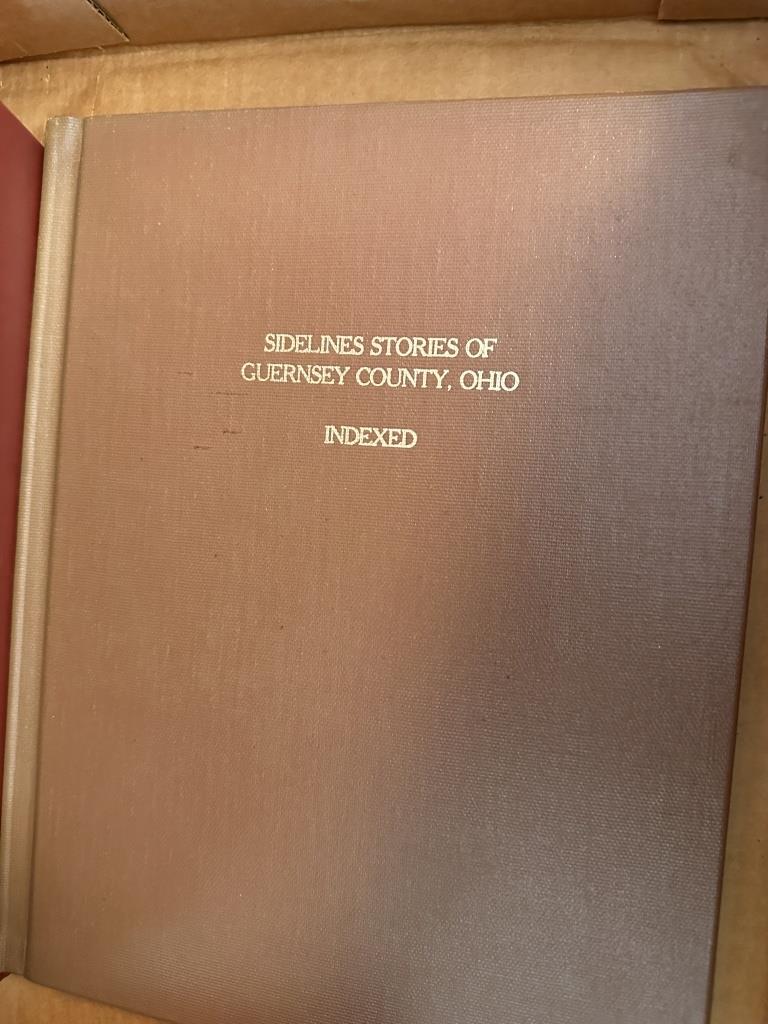 SIDELINES STORIES OF
GUERNSEY COUNTY, OHIO
INDEXED